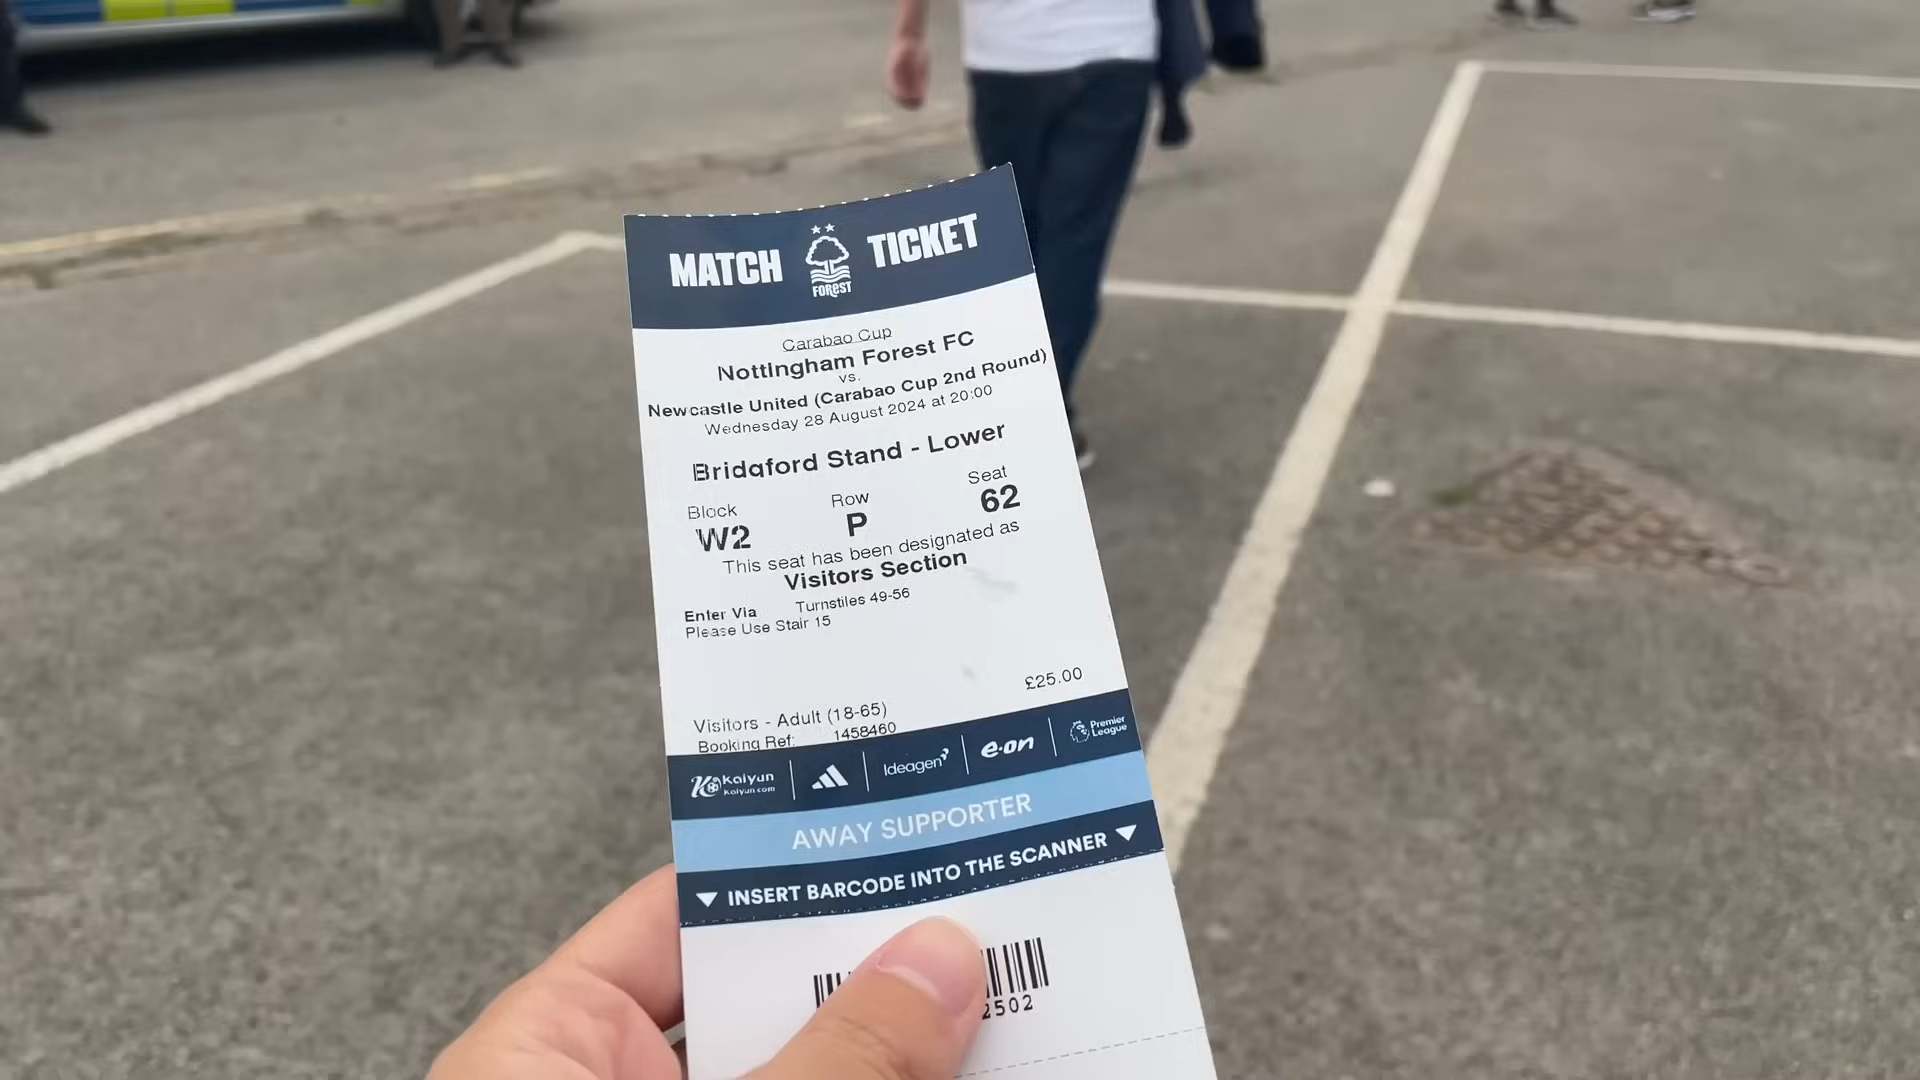 MATCH FOREST TICKET
Carabao Cup
Nottingham Forest FC
vs.
Newcastle United (Carabao Cup 2nd Round)
Wednesday 28 August 2024 at 20:00
Bridgford Stand - Lower
Block Row Seat
W2 P 62
This seat has been designated as
Visitors Section
Enter Via Turnstiles 49-56
Please Use Stair 15
£25.00
Visitors - Adult (18-65)
Booking Ref: 1458460
Kaiyun
Kaiyun.com
Ideagen
e·on
Premier
League
AWAY SUPPORTER
INSERT BARCODE INTO THE SCANNER
2502